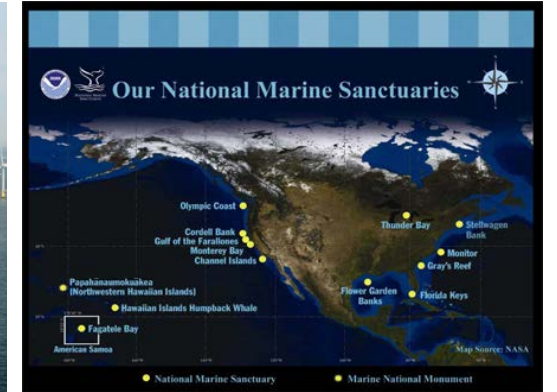 Our National Marine Sanctuaries
Olympic Coast
Cordell Bank
Gulf of the Farallones
Monterey Bay
Channel Islands
Thunder Bay
Stellwagen
Bank
Monitor
Gray's Reef
Flower Garden
Banks
Florida Keys
Papahānaumokuākea
(Northwestern Hawaiian Islands)
Hawaiian Islands Humpback Whale
Fagatele Bay
American Samoa
Map Source: NASA
National Marine Sanctuary
Marine National Monument